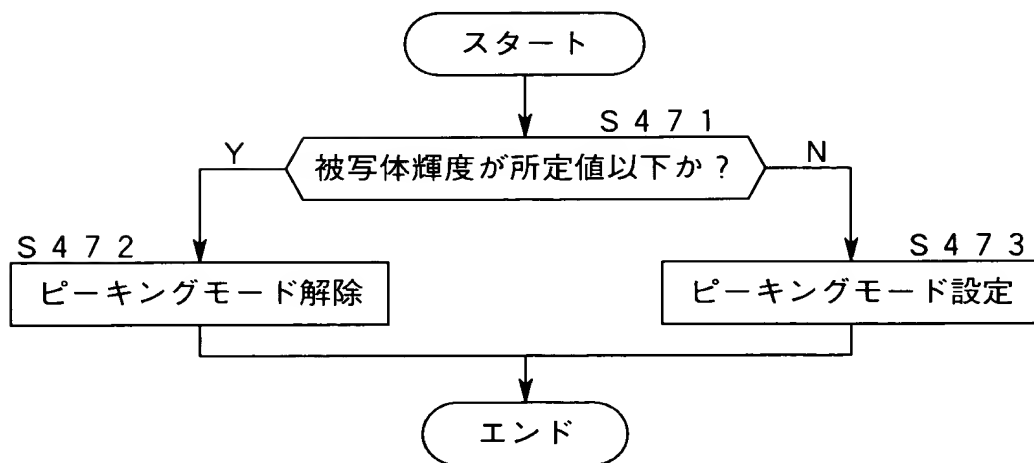 スタート
S471
被写体輝度が所定値以下か?
Y
N
S472
S473
ピーキングモード解除
ピーキングモード設定
エンド